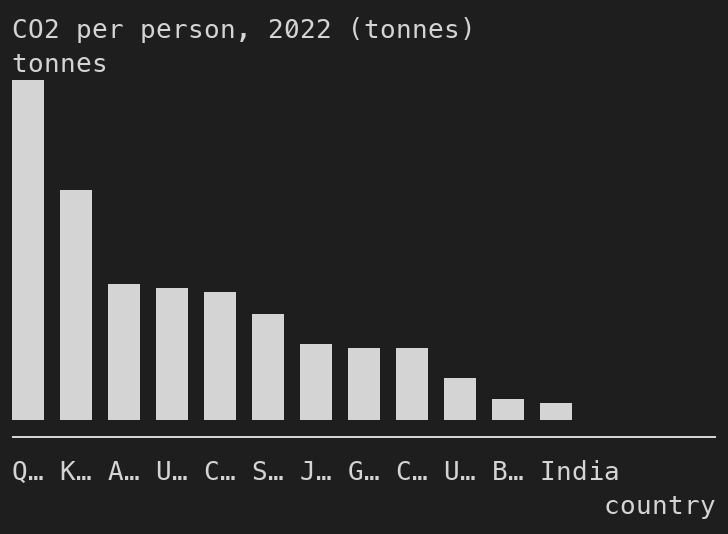 CO2 per person, 2022 (tonnes)
tonnes
Q… K… A… U… C… S… J… G… C… U… B… India
country